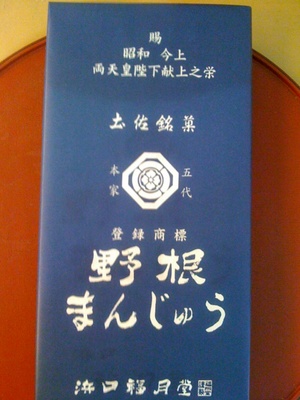 賜
昭和 今上
両天皇陛下献上之栄
土佐銘菓
本家
五代
登録商標
野根
まんじゅう
浜口福月堂